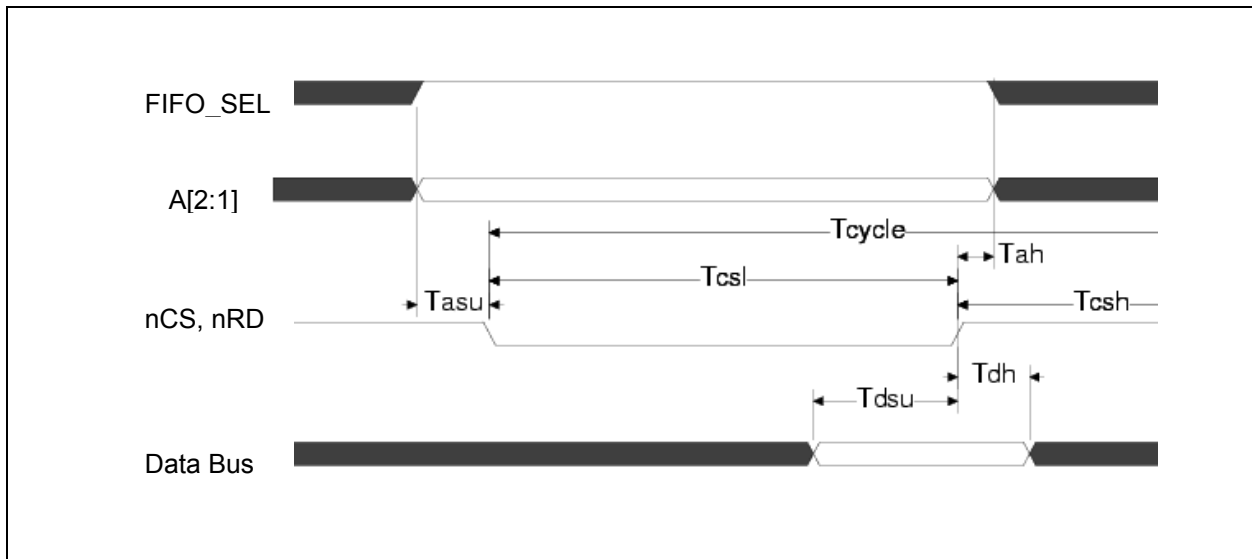 FIFO_SEL
A[2:1]
Tcycle
Tah
Tcsl
Tasu
Tcsh
nCS, nRD
Tdh
Tdsu
Data Bus